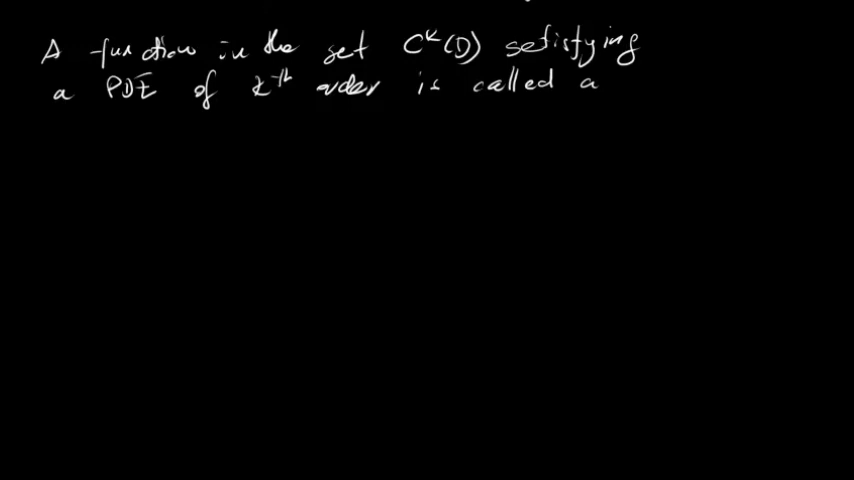 A function in the set C^k(D) satisfying
a PDE of k^th order is called a